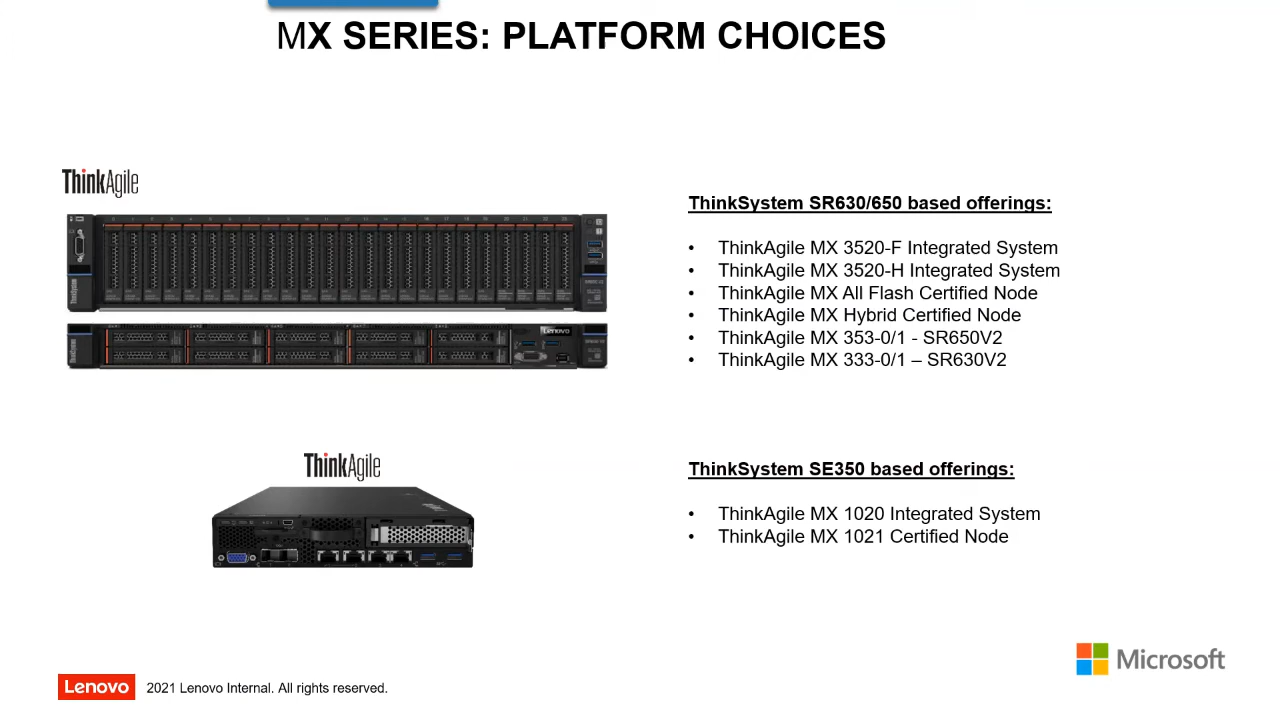 MX SERIES: PLATFORM CHOICES
ThinkAgile
ThinkSystem SR630/650 based offerings:
• ThinkAgile MX 3520-F Integrated System
• ThinkAgile MX 3520-H Integrated System
• ThinkAgile MX All Flash Certified Node
• ThinkAgile MX Hybrid Certified Node
• ThinkAgile MX 353-0/1 - SR650V2
• ThinkAgile MX 333-0/1 – SR630V2
Lenovo
ThinkAgile
ThinkSystem SE350 based offerings:
• ThinkAgile MX 1020 Integrated System
• ThinkAgile MX 1021 Certified Node
Microsoft
Lenovo
2021 Lenovo Internal. All rights reserved.